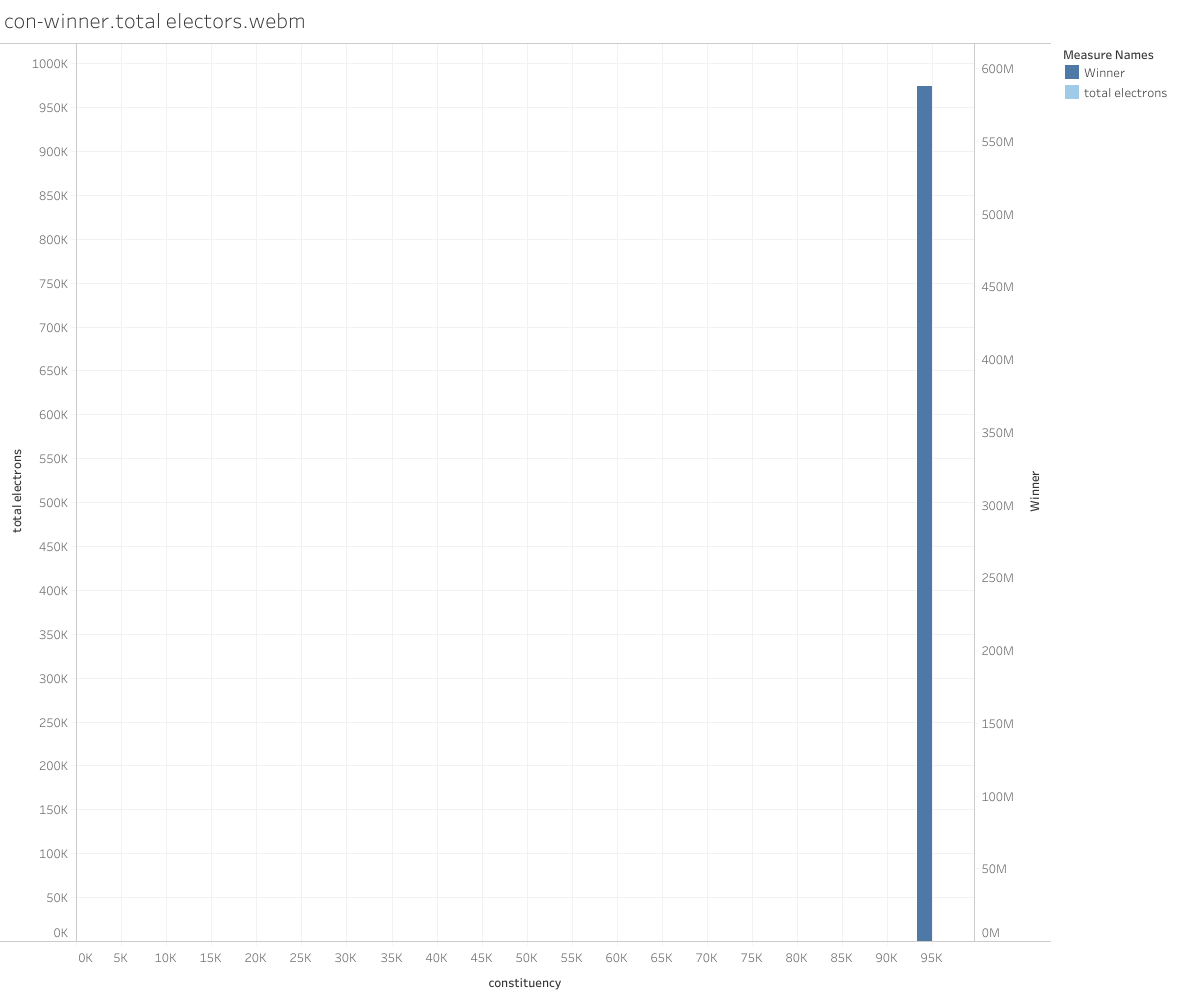 con-winner.total electors.webm
Measure Names
Winner
total electrons
1000K
950K
900K
850K
800K
750K
700K
650K
600K
550K
500K
450K
400K
350K
300K
250K
200K
150K
100K
50K
0K
total electrons
600M
550M
500M
450M
400M
350M
300M
250M
200M
150M
100M
50M
0M
Winner
0K 5K 10K 15K 20K 25K 30K 35K 40K 45K 50K 55K 60K 65K 70K 75K 80K 85K 90K 95K
constituency